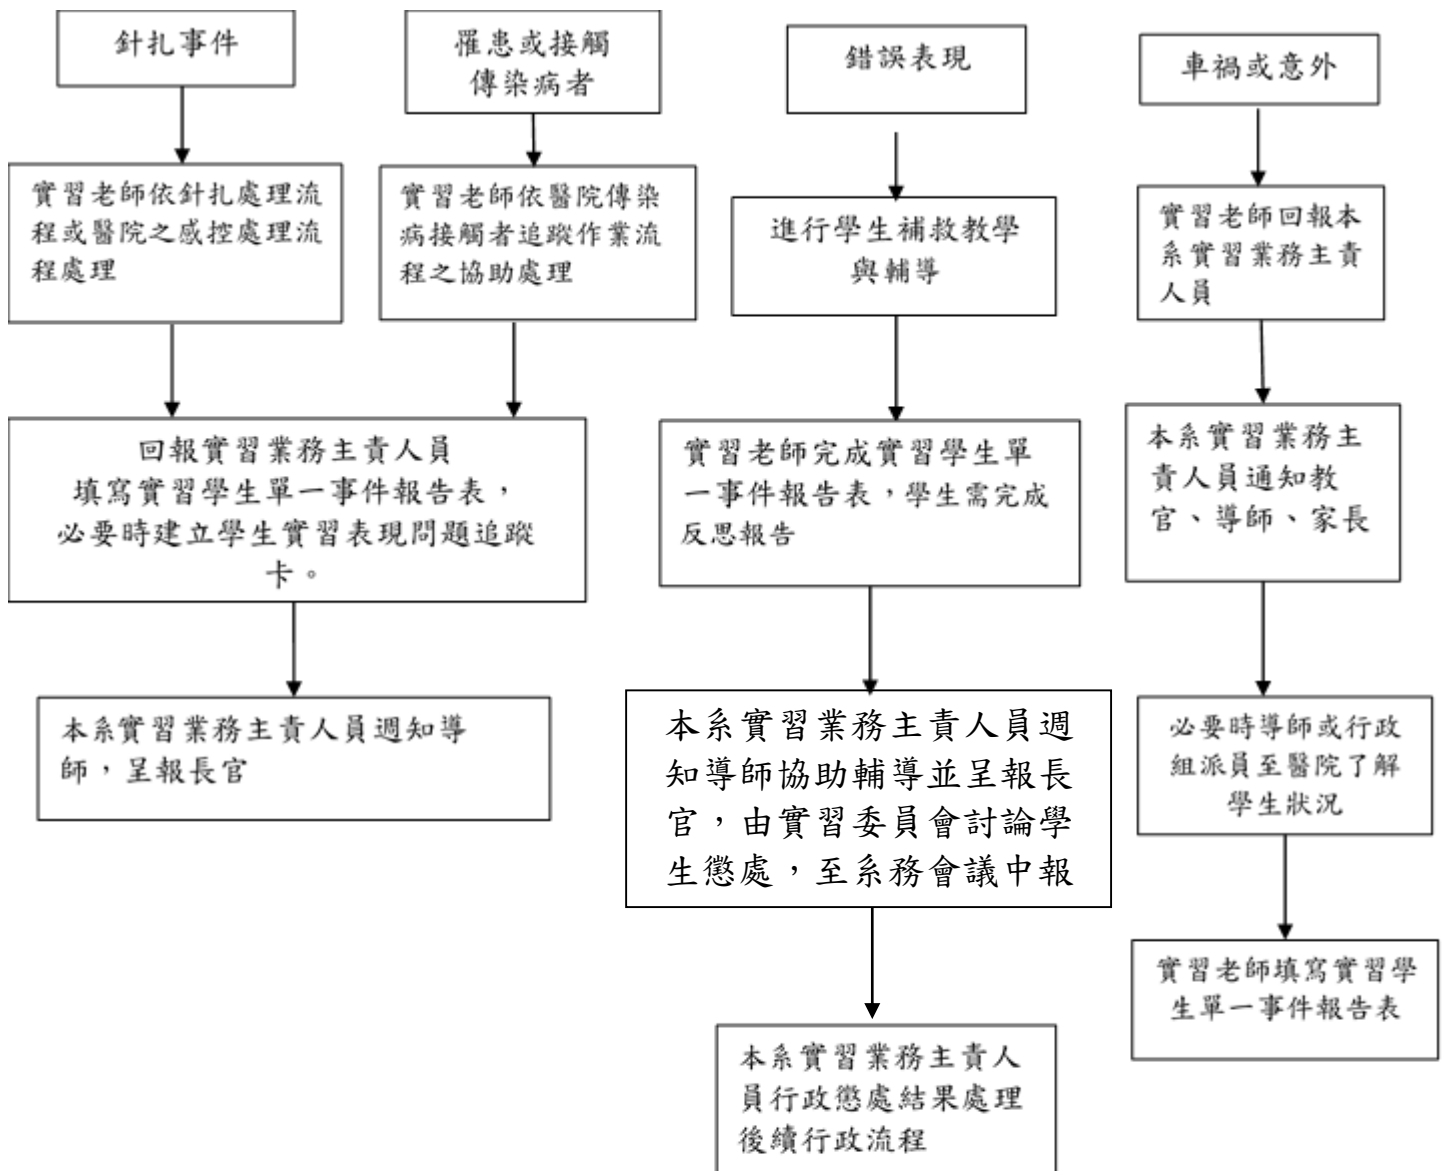 針扎事件
實習老師依針扎處理流
程或醫院之感控處理流
程處理
罹患或接觸
傳染病者
實習老師依醫院傳染
病接觸者追蹤作業流
程之協助處理
回報實習業務主責人員
填寫實習學生單一事件報告表，
必要時建立學生實習表現問題追蹤
卡。
本系實習業務主責人員週知導
師，呈報長官
錯誤表現
進行學生補救教學
與輔導
實習老師完成實習學生單
一事件報告表，學生需完成
反思報告
本系實習業務主責人員週
知導師協助輔導並呈報長
官，由實習委員會討論學
生懲處，至系務會議中報
本系實習業務主責人
員行政懲處結果處理
後續行政流程
車禍或意外
實習老師回報本
系實習業務主責
人員
本系實習業務主
責人員通知教
官、導師、家長
必要時導師或行政
組派員至醫院了解
學生狀況
實習老師填寫實習學
生單一事件報告表